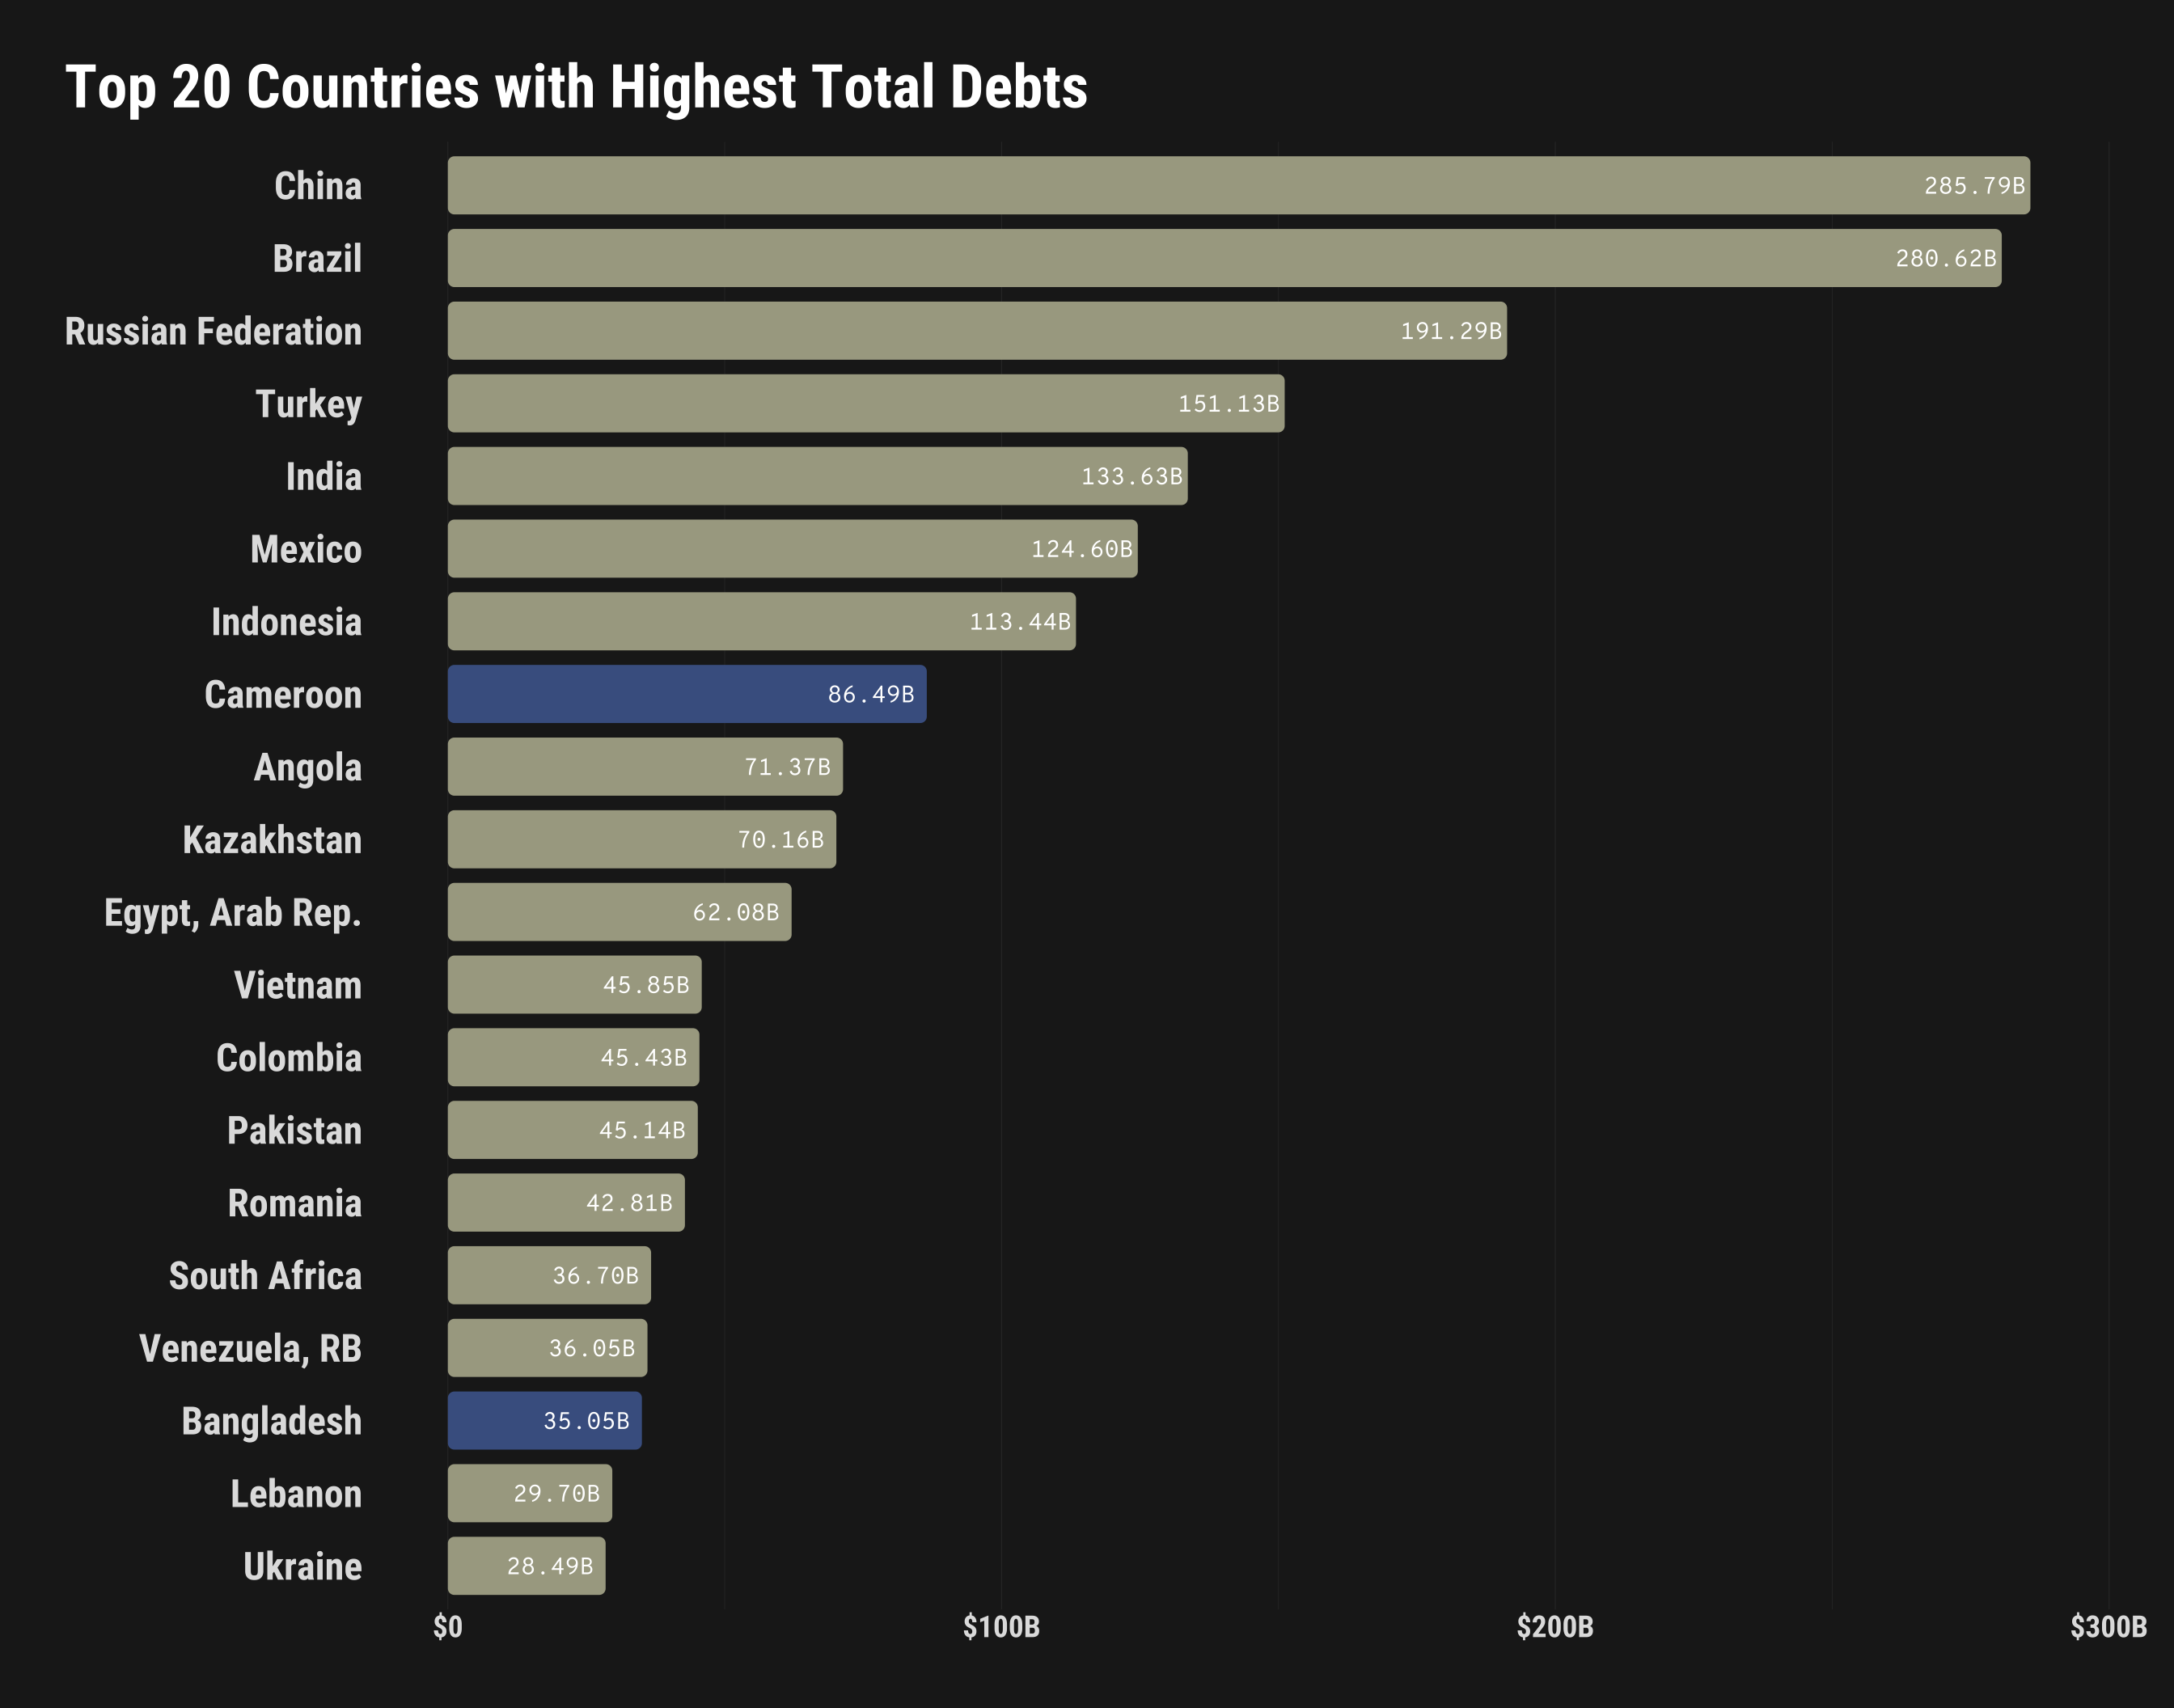 Top 20 Countries with Highest Total Debts
China 285.79B
Brazil 280.62B
Russian Federation 191.29B
Turkey 151.13B
India 133.63B
Mexico 124.60B
Indonesia 113.44B
Cameroon 86.49B
Angola 71.37B
Kazakhstan 70.16B
Egypt, Arab Rep. 62.08B
Vietnam 45.85B
Colombia 45.43B
Pakistan 45.14B
Romania 42.81B
South Africa 36.70B
Venezuela, RB 36.05B
Bangladesh 35.05B
Lebanon 29.70B
Ukraine 28.49B
$0 $100B $200B $300B